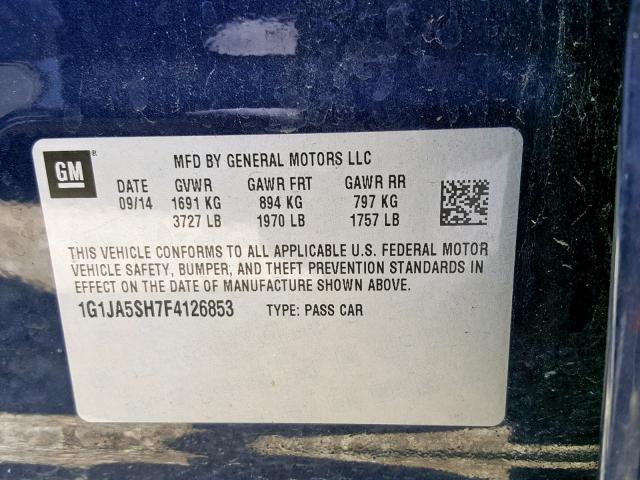 GM
MFD BY GENERAL MOTORS LLC
DATE GVWR GAWR FRT GAWR RR
09/14 1691 KG 894 KG 797 KG
3727 LB 1970 LB 1757 LB
THIS VEHICLE CONFORMS TO ALL APPLICABLE U.S. FEDERAL MOTOR
VEHICLE SAFETY, BUMPER, AND THEFT PREVENTION STANDARDS IN
EFFECT ON THE DATE OF MANUFACTURE SHOWN ABOVE.
1G1JA5SH7F4126853 TYPE: PASS CAR